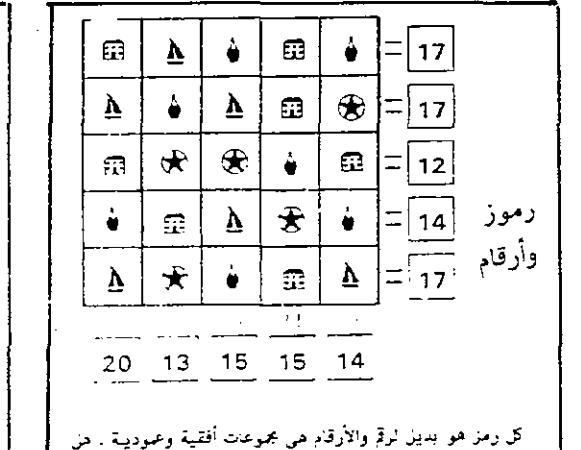 = 17
= 17
= 12
= 14
= 17
رموز
وأرقام
20 13 15 15 14
كل رمز هو بديل لرقم والأرقام هي مجموعات أفقية وعمودية . هل